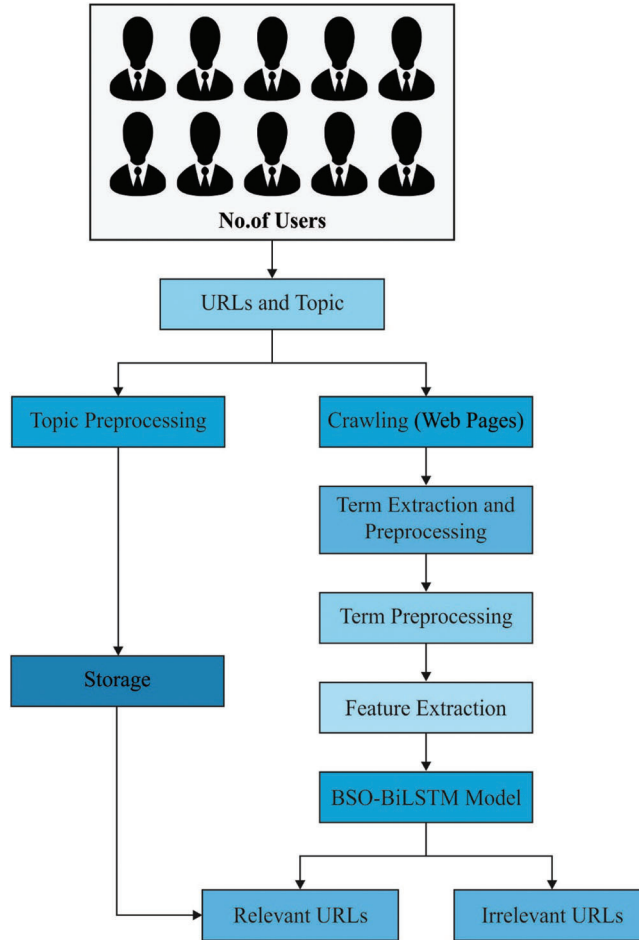 No.of Users
URLs and Topic
Topic Preprocessing
Crawling (Web Pages)
Term Extraction and
Preprocessing
Term Preprocessing
Storage
Feature Extraction
BSO-BiLSTM Model
Relevant URLs
Irrelevant URLs